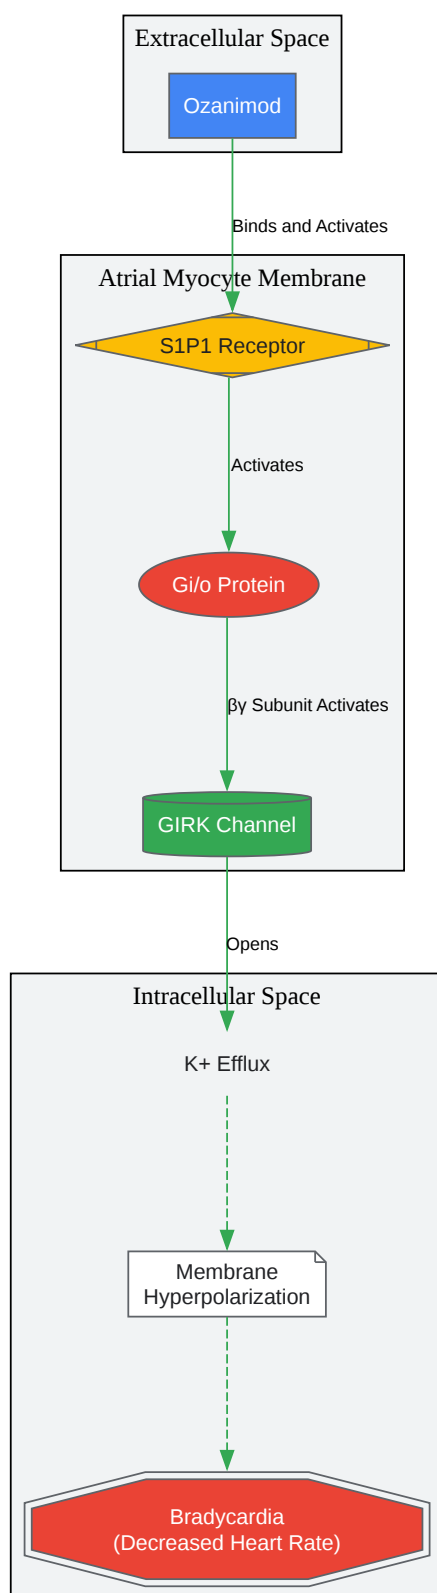 Extracellular Space
Ozanimod
Binds and Activates
Atrial Myocyte Membrane
S1P1 Receptor
Activates
Gi/o Protein
βγ Subunit Activates
GIRK Channel
Opens
Intracellular Space
K+ Efflux
Membrane
Hyperpolarization
Bradycardia
(Decreased Heart Rate)